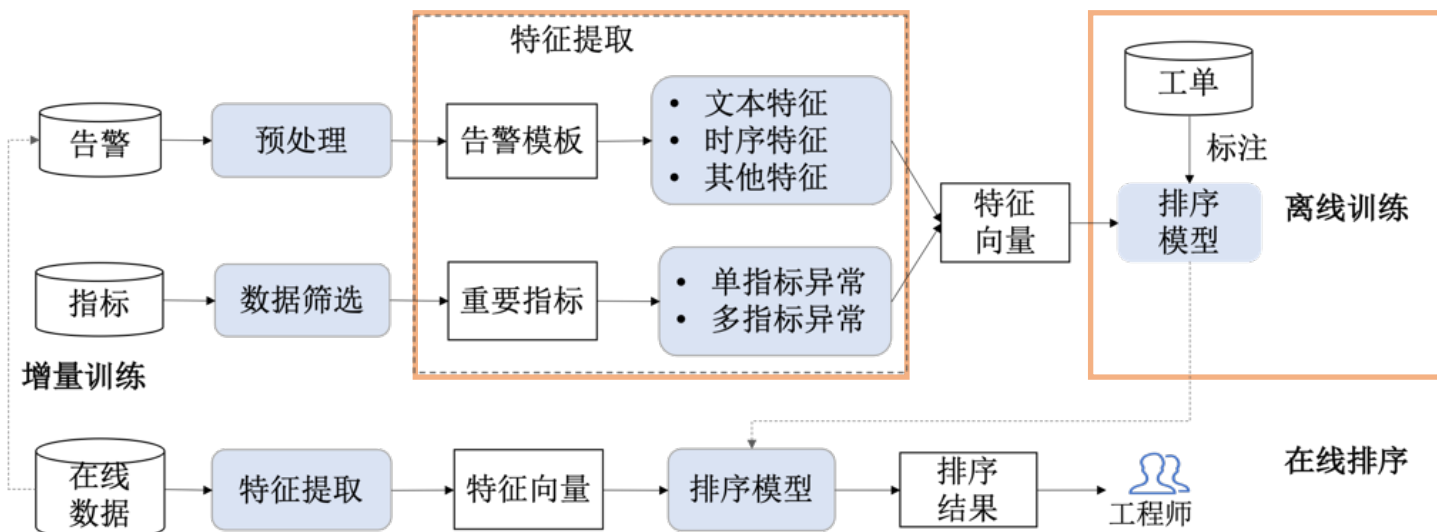 特征提取
工单
标注
告警
预处理
告警模板
• 文本特征
• 时序特征
• 其他特征
特征
向量
排序
模型
离线训练
指标
数据筛选
重要指标
• 单指标异常
• 多指标异常
增量训练
在线
数据
特征提取
特征向量
排序模型
排序
结果
工程师
在线排序